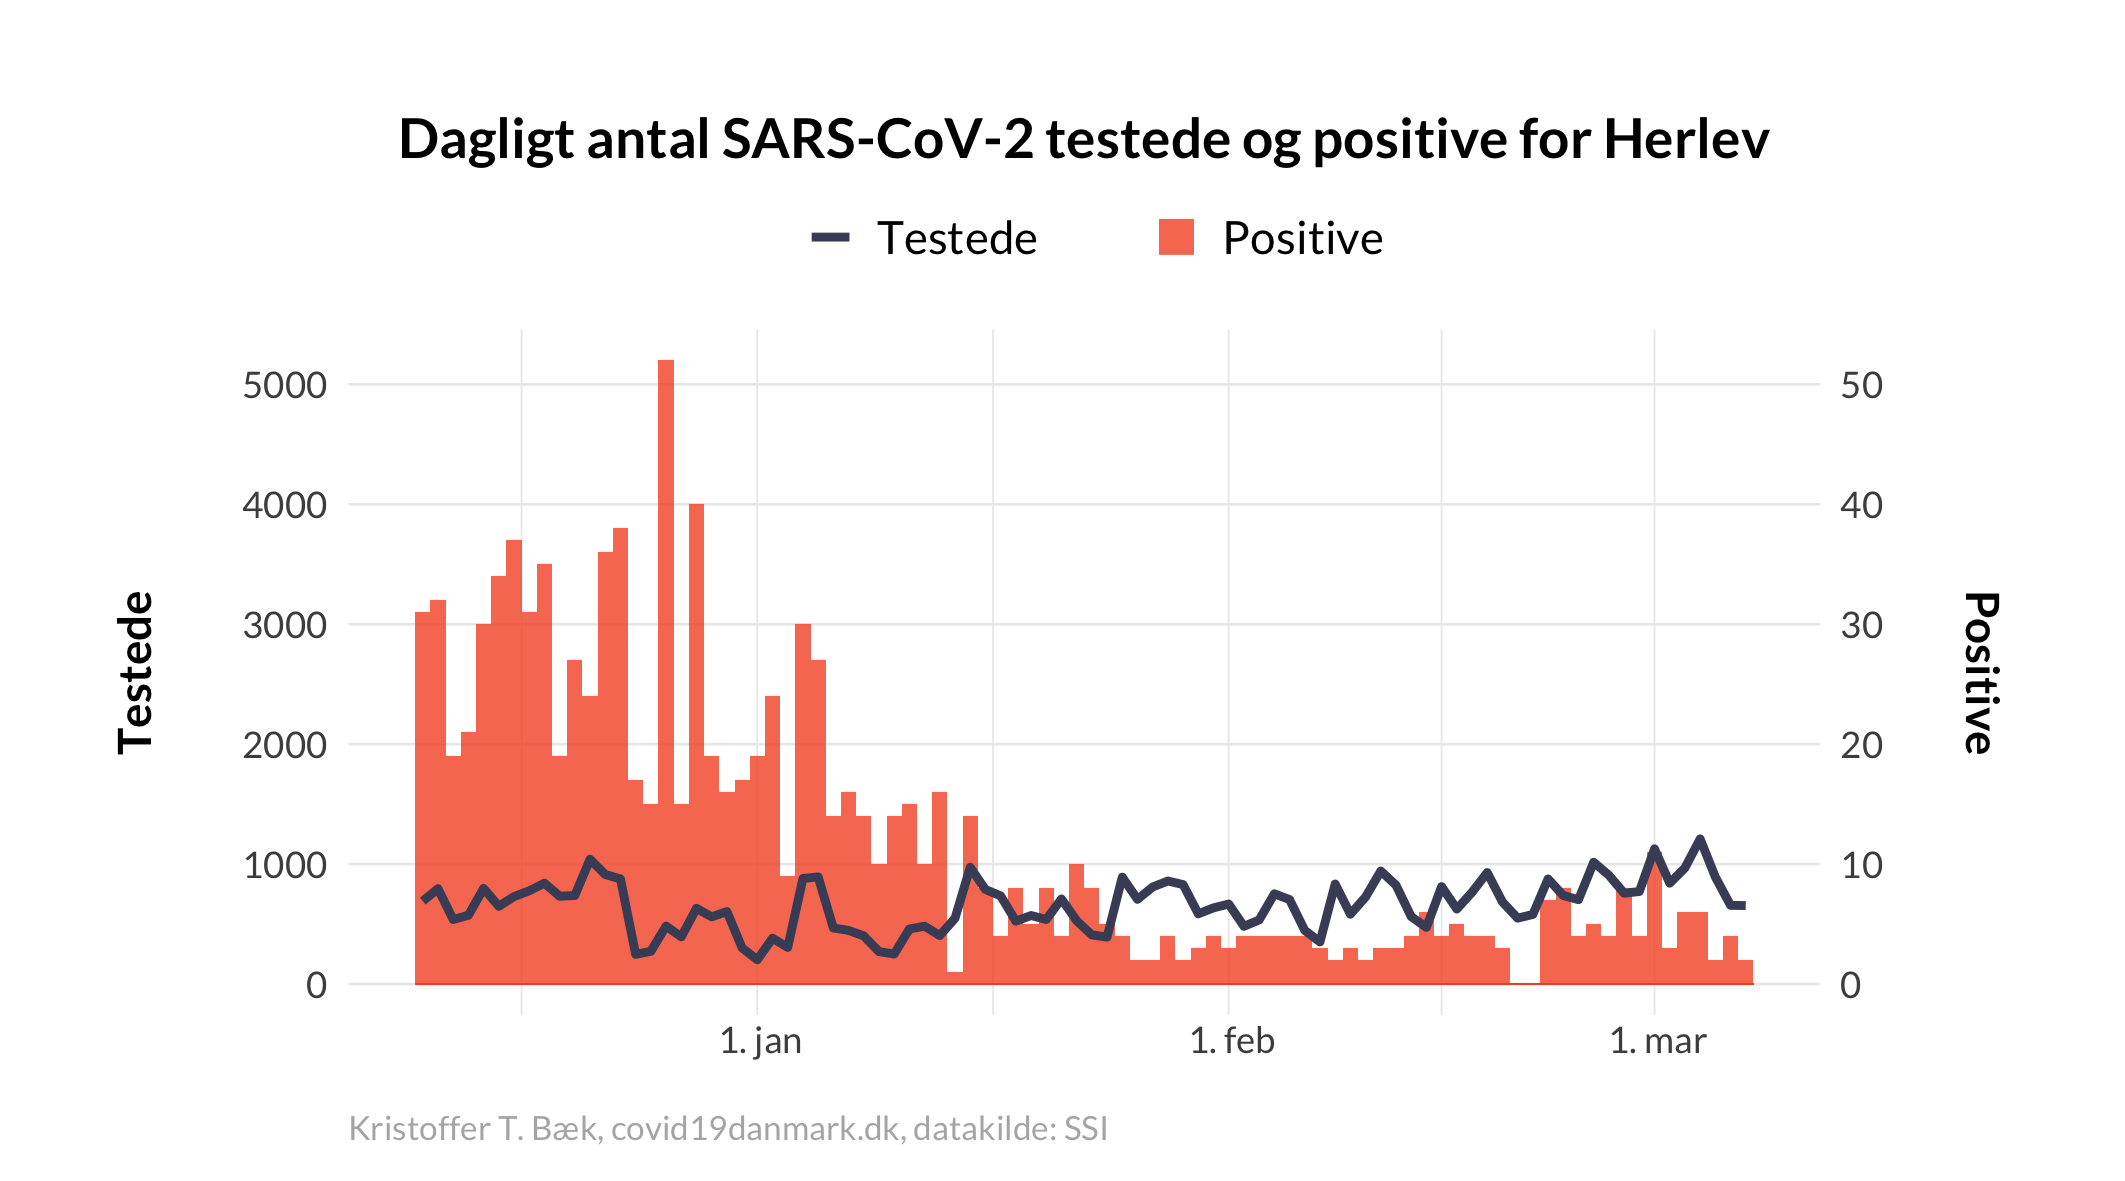 Dagligt antal SARS-CoV-2 testede og positive for Herlev
Testede
Positive
5000
4000
3000
2000
1000
0
50
40
30
20
10
0
Testede
Positive
1. jan
1. feb
1. mar
Kristoffer T. Bæk, covid19danmark.dk, datakilde: SSI